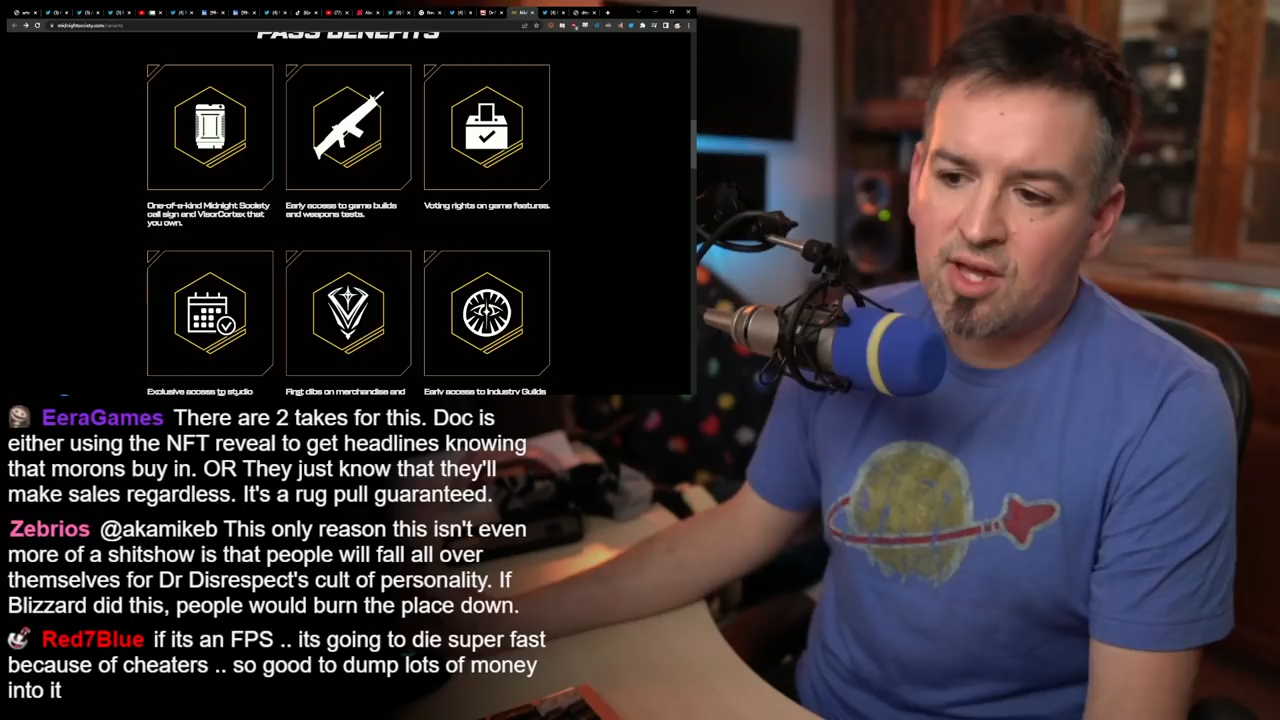 midnightsociety.com/variants
PASS BENEFITS
One-of-a-kind Midnight Society
call sign and VisorCortex that
you own.
Early access to game builds
and weapons tests.
Voting rights on game features.
Exclusive access to studio
First dibs on merchandise and
Early access to Industry Guilds
EeraGames There are 2 takes for this. Doc is
either using the NFT reveal to get headlines knowing
that morons buy in. OR They just know that they'll
make sales regardless. It's a rug pull guaranteed.
Zebrios @akamikeb This only reason this isn't even
more of a shitshow is that people will fall all over
themselves for Dr Disrespect's cult of personality. If
Blizzard did this, people would burn the place down.
Red7Blue if its an FPS .. its going to die super fast
because of cheaters .. so good to dump lots of money
into it